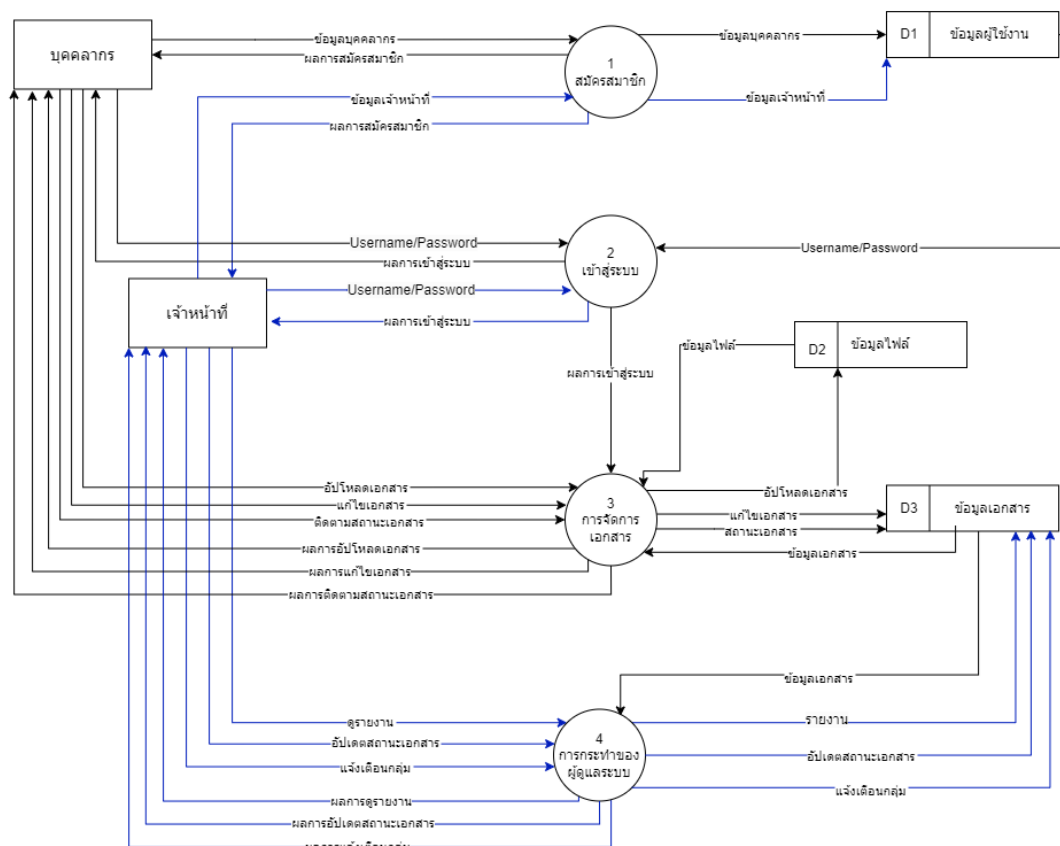 บุคคลากร
ข้อมูลบุคคลากร
ผลการสมัครสมาชิก
1
สมัครสมาชิก
ข้อมูลบุคคลากร
D1
ข้อมูลผู้ใช้งาน
ข้อมูลเจ้าหน้าที่
ข้อมูลเจ้าหน้าที่
ผลการสมัครสมาชิก
Username/Password
ผลการเข้าสู่ระบบ
2
เข้าสู่ระบบ
Username/Password
เจ้าหน้าที่
Username/Password
ผลการเข้าสู่ระบบ
ผลการเข้าสู่ระบบ
ข้อมูลไฟล์
D2
ข้อมูลไฟล์
อัปโหลดเอกสาร
แก้ไขเอกสาร
ติดตามสถานะเอกสาร
ผลการอัปโหลดเอกสาร
ผลการแก้ไขเอกสาร
ผลการติดตามสถานะเอกสาร
3
การจัดการ
เอกสาร
อัปโหลดเอกสาร
แก้ไขเอกสาร
สถานะเอกสาร
ข้อมูลเอกสาร
D3
ข้อมูลเอกสาร
ข้อมูลเอกสาร
ดูรายงาน
อัปเดตสถานะเอกสาร
แจ้งเตือนกลุ่ม
4
การกระทำของ
ผู้ดูแลระบบ
รายงาน
อัปเดตสถานะเอกสาร
แจ้งเตือนกลุ่ม
ผลการดูรายงาน
ผลการอัปเดตสถานะเอกสาร
ผลการแจ้งเตือนกลุ่ม